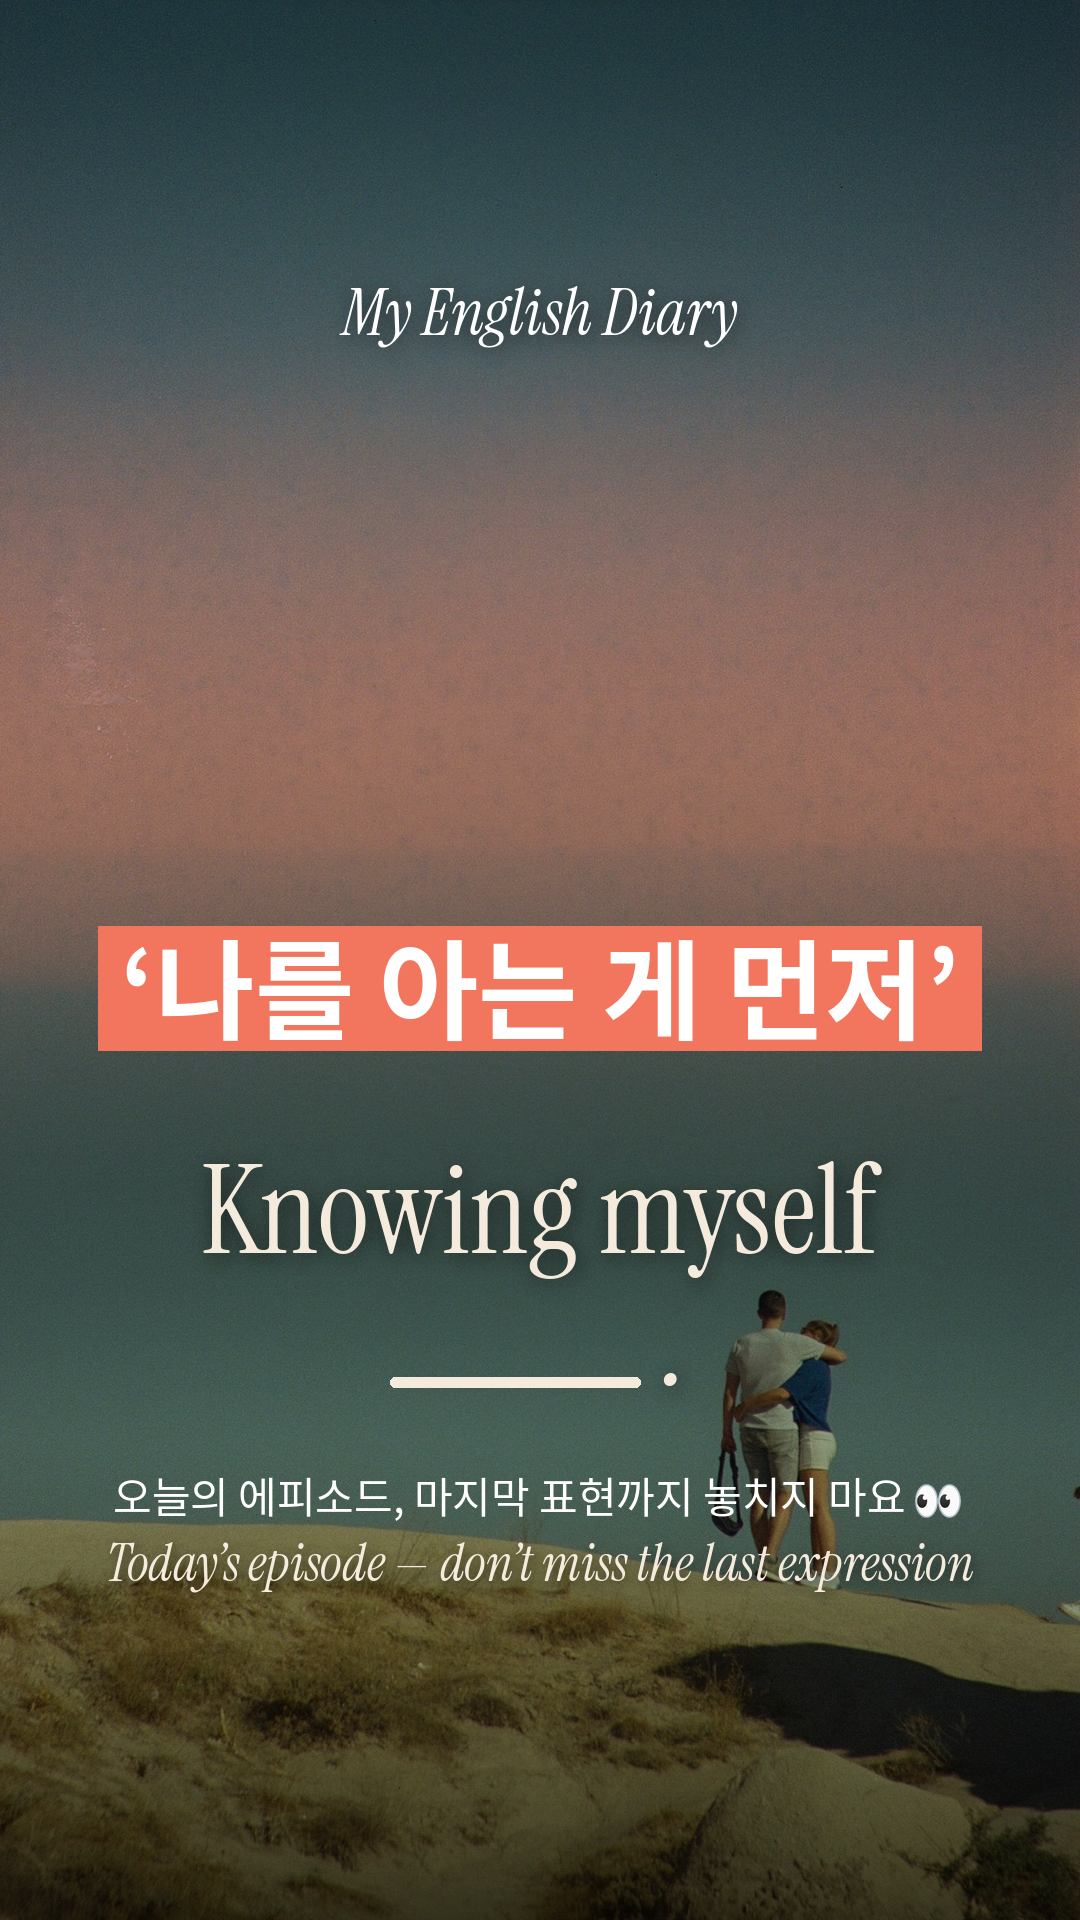 My English Diary
‘나를 아는 게 먼저’
Knowing myself
오늘의 에피소드, 마지막 표현까지 놓치지 마요 👀
Today’s episode – don’t miss the last expression